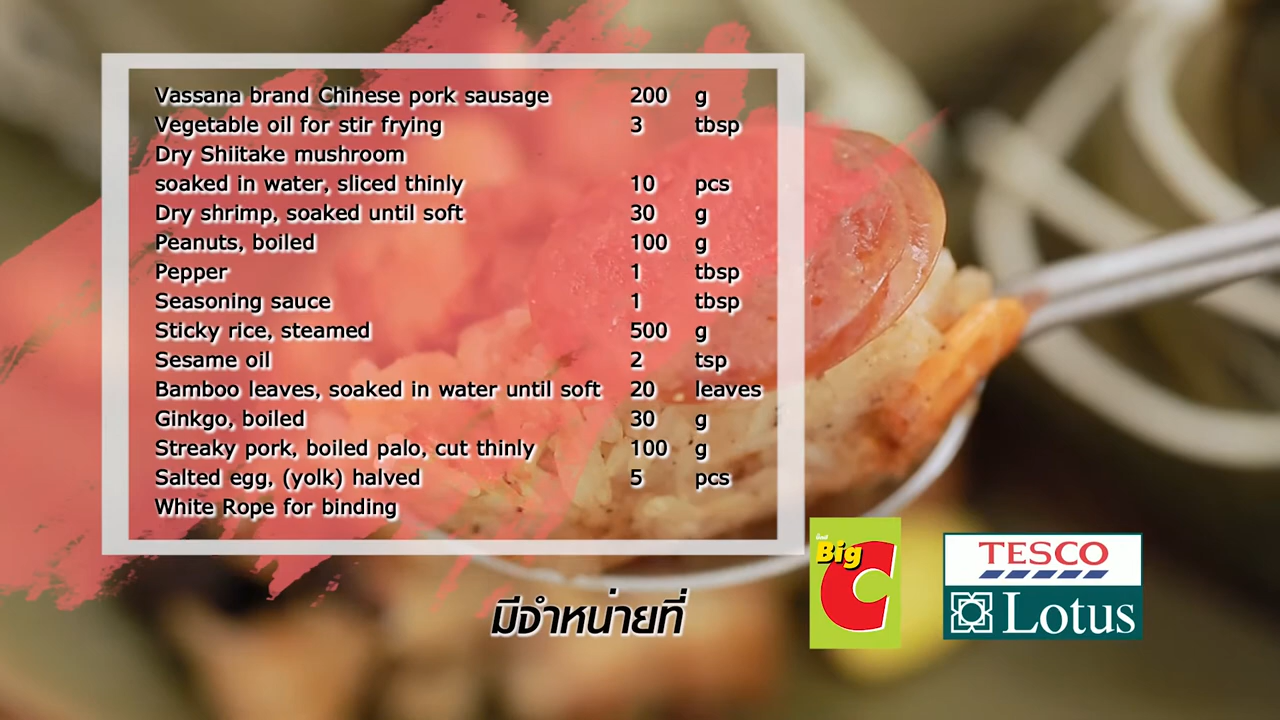 Vassana brand Chinese pork sausage 200 g
Vegetable oil for stir frying 3 tbsp
Dry Shiitake mushroom
soaked in water, sliced thinly 10 pcs
Dry shrimp, soaked until soft 30 g
Peanuts, boiled 100 g
Pepper 1 tbsp
Seasoning sauce 1 tbsp
Sticky rice, steamed 500 g
Sesame oil 2 tsp
Bamboo leaves, soaked in water until soft 20 leaves
Ginkgo, boiled 30 g
Streaky pork, boiled palo, cut thinly 100 g
Salted egg, (yolk) halved 5 pcs
White Rope for binding
มีจำหน่ายที่
Big C
TESCO
Lotus